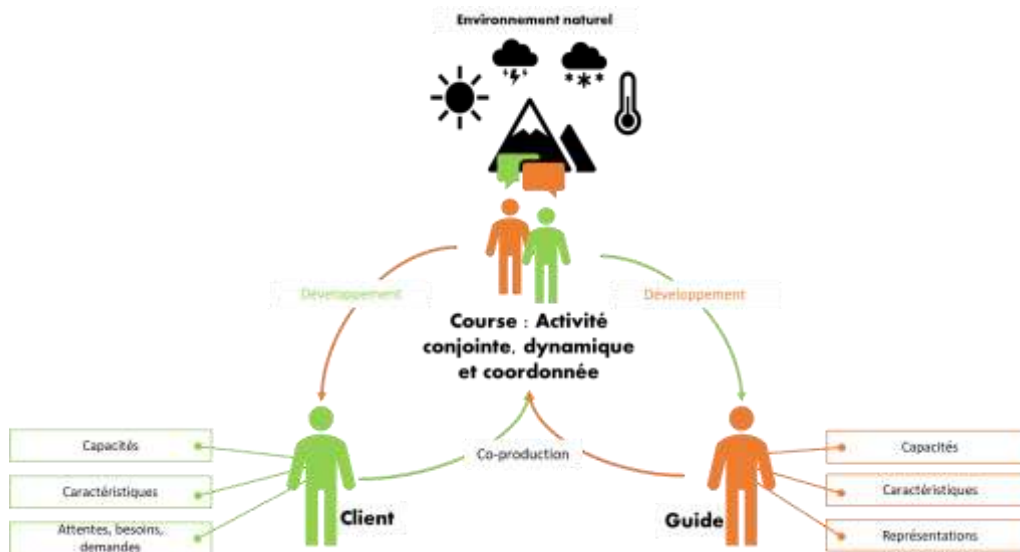 Environnement naturel
Développement
Développement
Course : Activité
conjointe, dynamique
et coordonnée
Capacités
Caractéristiques
Attentes, besoins,
demandes
Client
Co-production
Guide
Capacités
Caractéristiques
Représentations